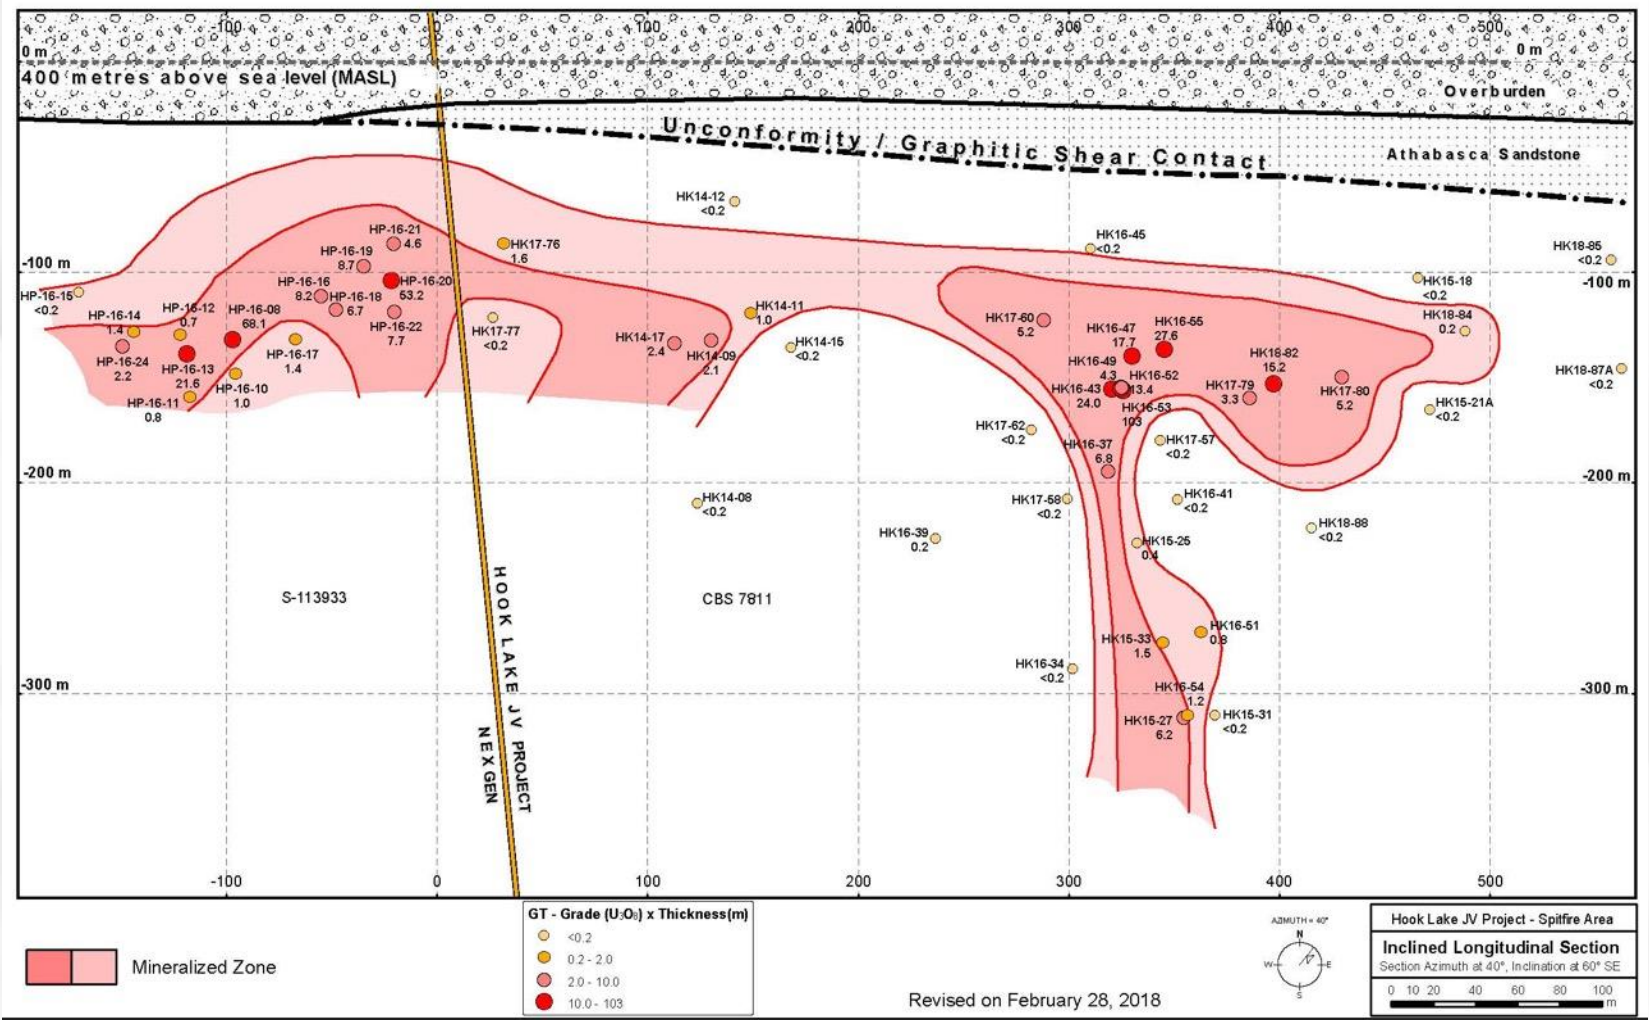 -100
0
100
200
300
400
500
0 m
0 m
400 metres above sea level (MASL)
Overburden
Unconformity / Graphitic Shear Contact
Athabasca Sandstone
HK14-12
<0.2
HP-16-21
4.6
HP-16-19
8.7
HK17-76
1.6
HK16-45
<0.2
HK18-85
<0.2
-100 m
-100 m
HP-16-15
<0.2
HP-16-16
8.2
HP-16-20
53.2
HP-16-18
6.7
HP-16-22
7.7
HP-16-14
1.4
HP-16-12
0.7
HP-16-08
68.1
HP-16-24
2.2
HP-16-13
21.6
HP-16-17
1.4
HP-16-10
1.0
HP-16-11
0.8
HK17-77
<0.2
HK14-11
1.0
HK14-17
2.4
HK14-09
2.1
HK14-15
<0.2
HK15-18
<0.2
HK18-84
0.2
HK17-60
5.2
HK16-47
17.7
HK16-55
27.6
HK16-49
4.3
HK16-52
13.4
HK16-43
24.0
HK16-53
103
HK18-82
15.2
HK17-79
3.3
HK17-80
5.2
HK18-87A
<0.2
HK15-21A
<0.2
HK17-62
<0.2
HK16-37
6.8
HK17-57
<0.2
-200 m
-200 m
HK14-08
<0.2
HK17-58
<0.2
HK16-41
<0.2
HK16-39
0.2
HK18-88
<0.2
HK15-25
0.4
S-113933
CBS 7811
HOOK LAKE JV PROJECT
NEXGEN
HK16-51
0.8
HK15-33
1.5
HK16-34
<0.2
-300 m
-300 m
HK16-54
1.2
HK15-27
6.2
HK15-31
<0.2
-100
0
100
200
300
400
500
Mineralized Zone
GT - Grade (U₃O₈) x Thickness(m)
<0.2
0.2 - 2.0
2.0 - 10.0
10.0 - 103
Revised on February 28, 2018
AZIMUTH = 40°
N
W
E
S
Hook Lake JV Project - Spitfire Area
Inclined Longitudinal Section
Section Azimuth at 40°, Inclination at 60° SE
0 10 20 40 60 80 100
m